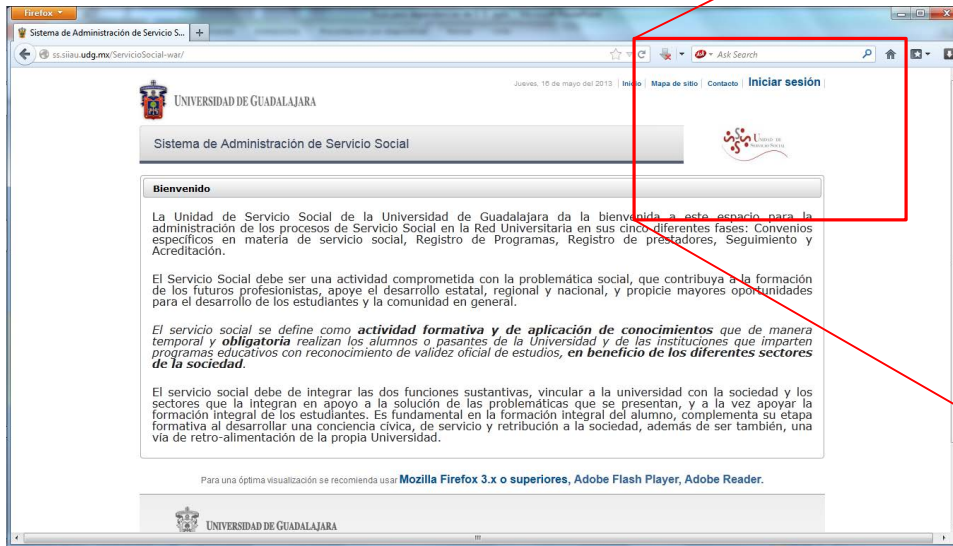 Firefox
Sistema de Administración de Servicio S...
ss.siiau.udg.mx/ServicioSocial-war/
Ask Search
Jueves, 16 de mayo del 2013 | Inicio | Mapa de sitio | Contacto | Iniciar sesión
UNIVERSIDAD DE GUADALAJARA
Sistema de Administración de Servicio Social
UNIDAD DE
SERVICIO SOCIAL
Bienvenido
La Unidad de Servicio Social de la Universidad de Guadalajara da la bienvenida a este espacio para la
administración de los procesos de Servicio Social en la Red Universitaria en sus cinco diferentes fases: Convenios
específicos en materia de servicio social, Registro de Programas, Registro de prestadores, Seguimiento y
Acreditación.
El Servicio Social debe ser una actividad comprometida con la problemática social, que contribuya a la formación
de los futuros profesionistas, apoye el desarrollo estatal, regional y nacional, y propicie mayores oportunidades
para el desarrollo de los estudiantes y la comunidad en general.
El servicio social se define como actividad formativa y de aplicación de conocimientos que de manera
temporal y obligatoria realizan los alumnos o pasantes de la Universidad y de las instituciones que imparten
programas educativos con reconocimiento de validez oficial de estudios, en beneficio de los diferentes sectores
de la sociedad.
El servicio social debe de integrar las dos funciones sustantivas, vincular a la universidad con la sociedad y los
sectores que la integran en apoyo a la solución de las problemáticas que se presentan, y a la vez apoyar la
formación integral de los estudiantes. Es fundamental en la formación integral del alumno, complementa su etapa
formativa al desarrollar una conciencia cívica, de servicio y retribución a la sociedad, además de ser también, una
vía de retro-alimentación de la propia Universidad.
Para una óptima visualización se recomienda usar Mozilla Firefox 3.x o superiores, Adobe Flash Player, Adobe Reader.
UNIVERSIDAD DE GUADALAJARA